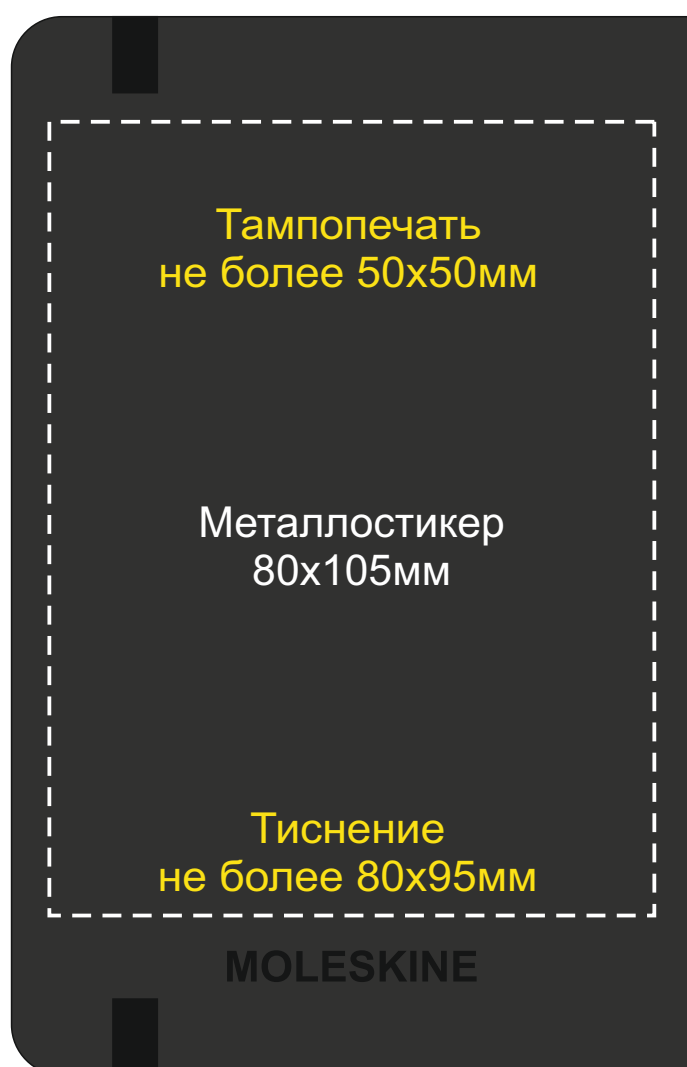 Тампопечать
не более 50х50мм
Металлостикер
80х105мм
Тиснение
не более 80х95мм
MOLESKINE